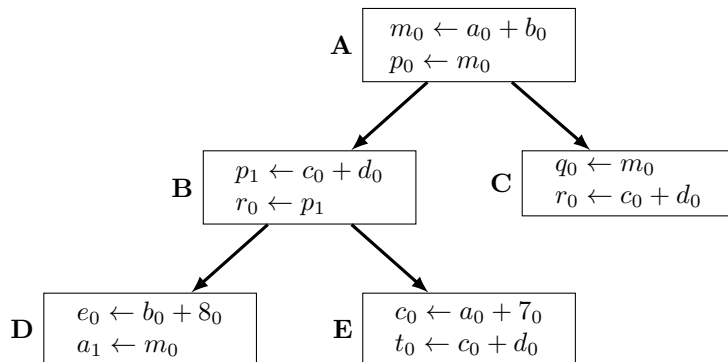 A
m₀ ← a₀ + b₀
p₀ ← m₀
B
p₁ ← c₀ + d₀
r₀ ← p₁
C
q₀ ← m₀
r₀ ← c₀ + d₀
D
e₀ ← b₀ + 8₀
a₁ ← m₀
E
c₀ ← a₀ + 7₀
t₀ ← c₀ + d₀